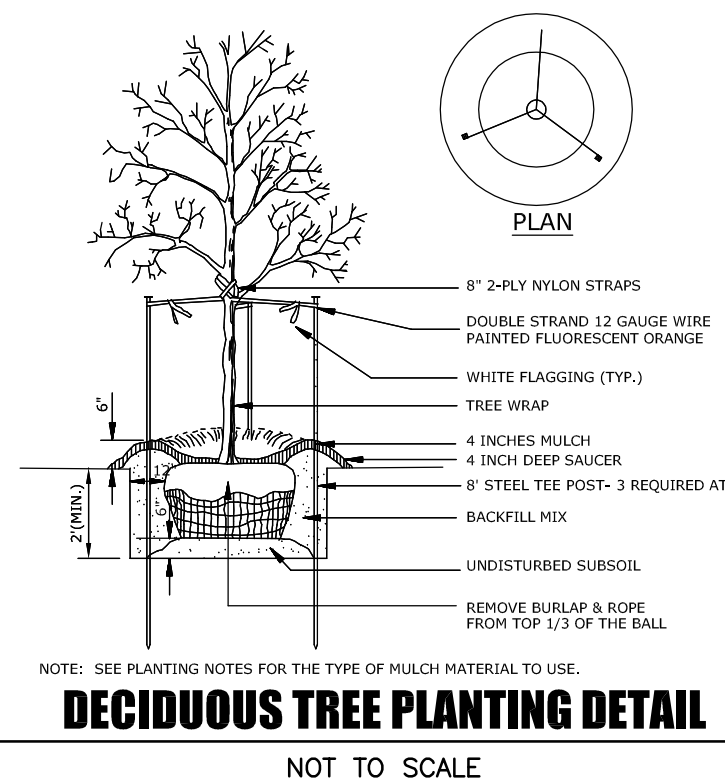 PLAN
8" 2-PLY NYLON STRAPS
DOUBLE STRAND 12 GAUGE WIRE
PAINTED FLUORESCENT ORANGE
WHITE FLAGGING (TYP.)
TREE WRAP
6"
4 INCHES MULCH
4 INCH DEEP SAUCER
12"
8' STEEL TEE POST- 3 REQUIRED AT
2'(MIN.)
6"
BACKFILL MIX
UNDISTURBED SUBSOIL
REMOVE BURLAP & ROPE
FROM TOP 1/3 OF THE BALL
NOTE: SEE PLANTING NOTES FOR THE TYPE OF MULCH MATERIAL TO USE.
DECIDUOUS TREE PLANTING DETAIL
NOT TO SCALE